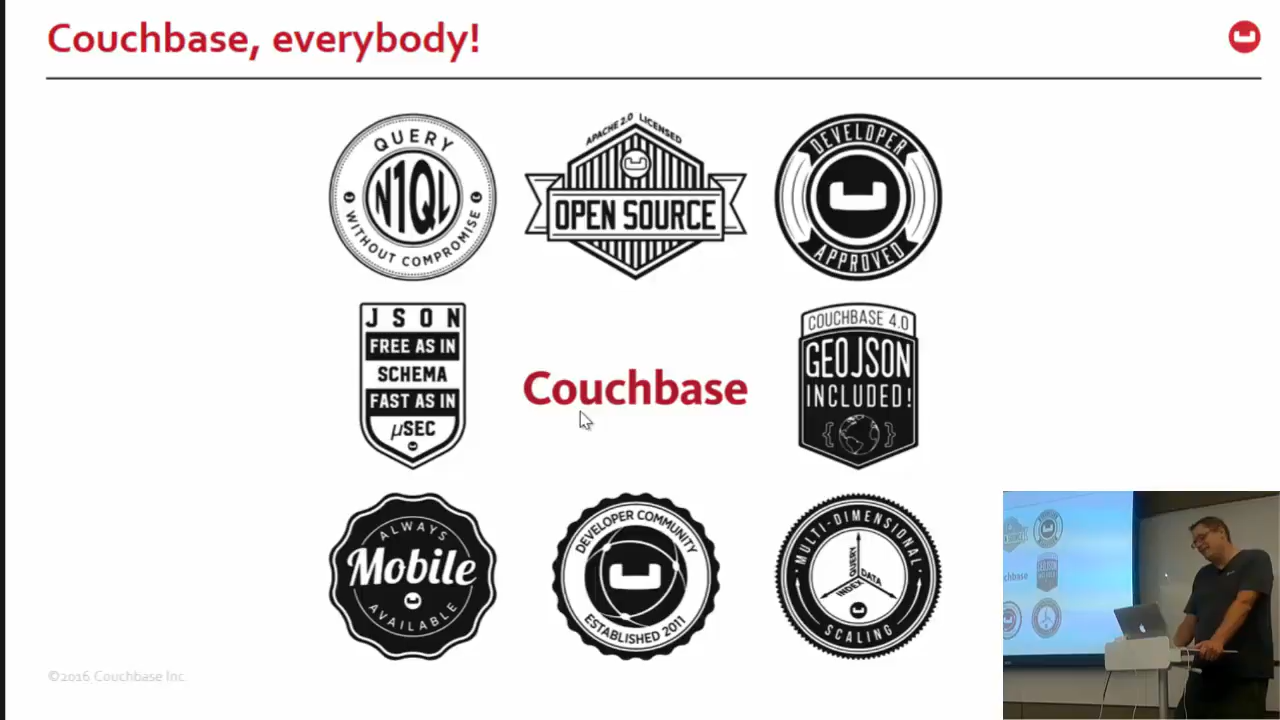 Couchbase, everybody!
QUERY
N1QL
WITHOUT COMPROMISE
APACHE 2.0 LICENSED
OPEN SOURCE
DEVELOPER
APPROVED
JSON
FREE AS IN
SCHEMA
FAST AS IN
µSEC
Couchbase
COUCHBASE 4.0
GEOJSON
INCLUDED!
{ }
ALWAYS
Mobile
AVAILABLE
DEVELOPER COMMUNITY
ESTABLISHED 2011
MULTI-DIMENSIONAL
QUERY
DATA
INDEX
SCALING
©2016 Couchbase Inc.